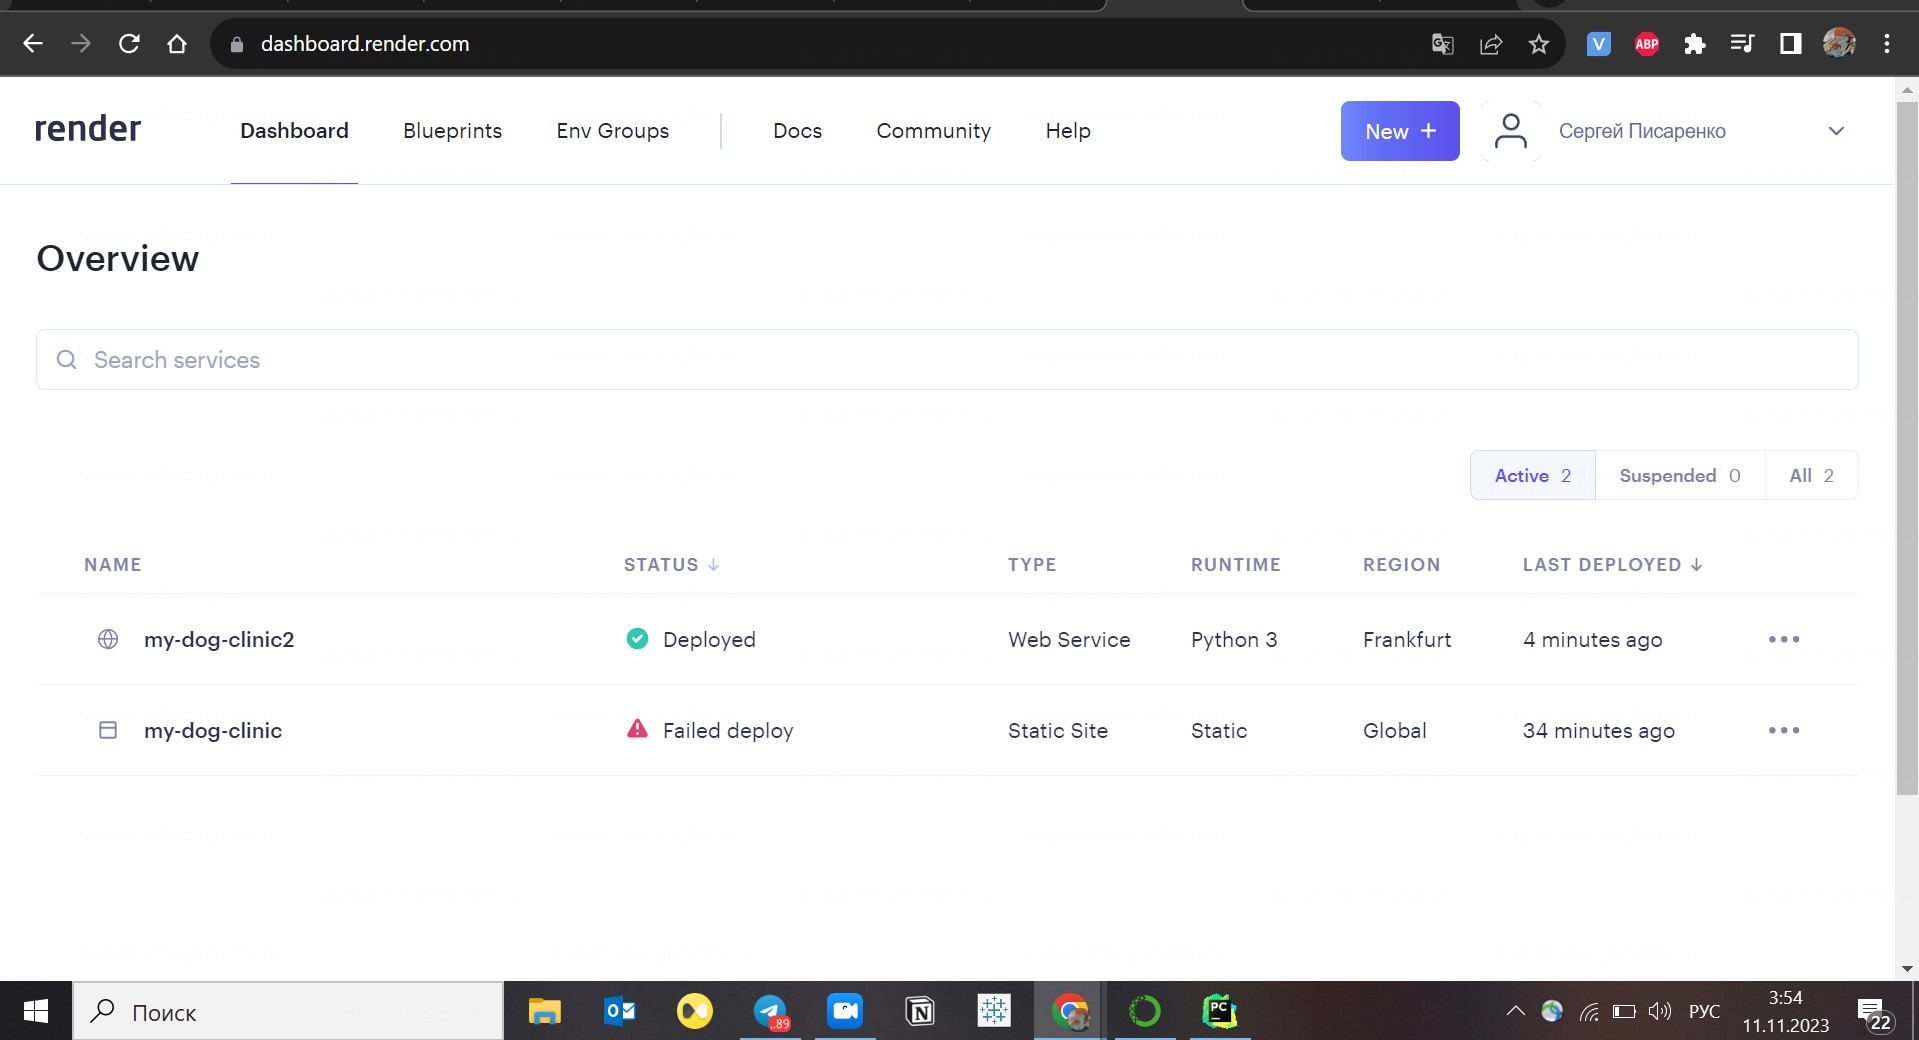 dashboard.render.com
V
ABP
render
Dashboard
Blueprints
Env Groups
Docs
Community
Help
New +
Сергей Писаренко
Overview
Search services
Active 2
Suspended 0
All 2
NAME STATUS TYPE RUNTIME REGION LAST DEPLOYED
my-dog-clinic2 Deployed Web Service Python 3 Frankfurt 4 minutes ago
my-dog-clinic Failed deploy Static Site Static Global 34 minutes ago
Поиск
..89
PC
РУС
3:54
11.11.2023
22